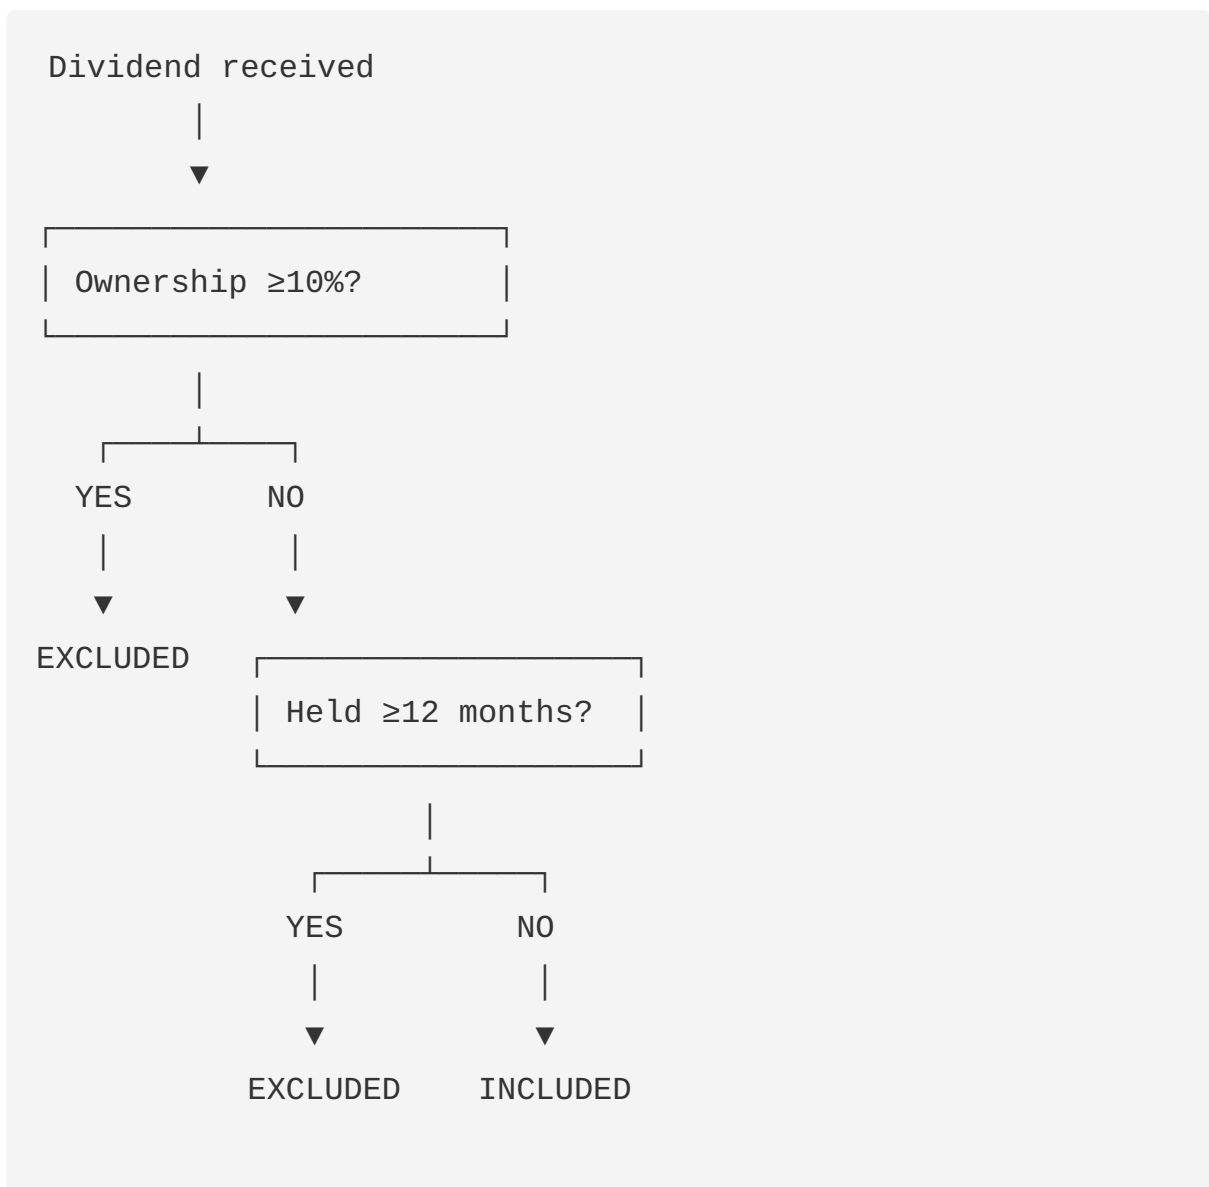 Dividend received
Ownership ≥10%?
YES NO
EXCLUDED
Held ≥12 months?
YES NO
EXCLUDED INCLUDED